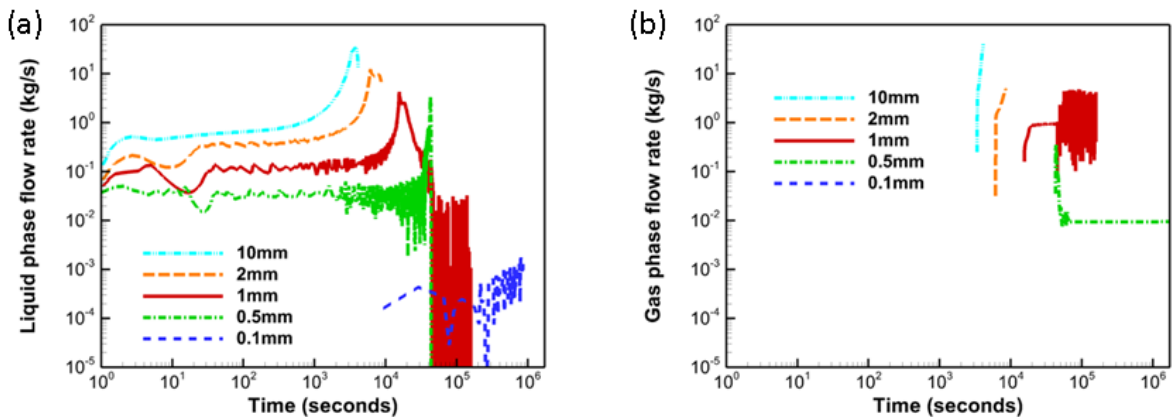 (a)
Liquid phase flow rate (kg/s)
10²
10¹
10⁰
10⁻¹
10⁻²
10⁻³
10⁻⁴
10⁻⁵
10mm
2mm
1mm
0.5mm
0.1mm
10⁰ 10¹ 10² 10³ 10⁴ 10⁵ 10⁶
Time (seconds)
(b)
Gas phase flow rate (kg/s)
10²
10¹
10⁰
10⁻¹
10⁻²
10⁻³
10⁻⁴
10⁻⁵
10mm
2mm
1mm
0.5mm
0.1mm
10⁰ 10¹ 10² 10³ 10⁴ 10⁵ 10⁶
Time (seconds)